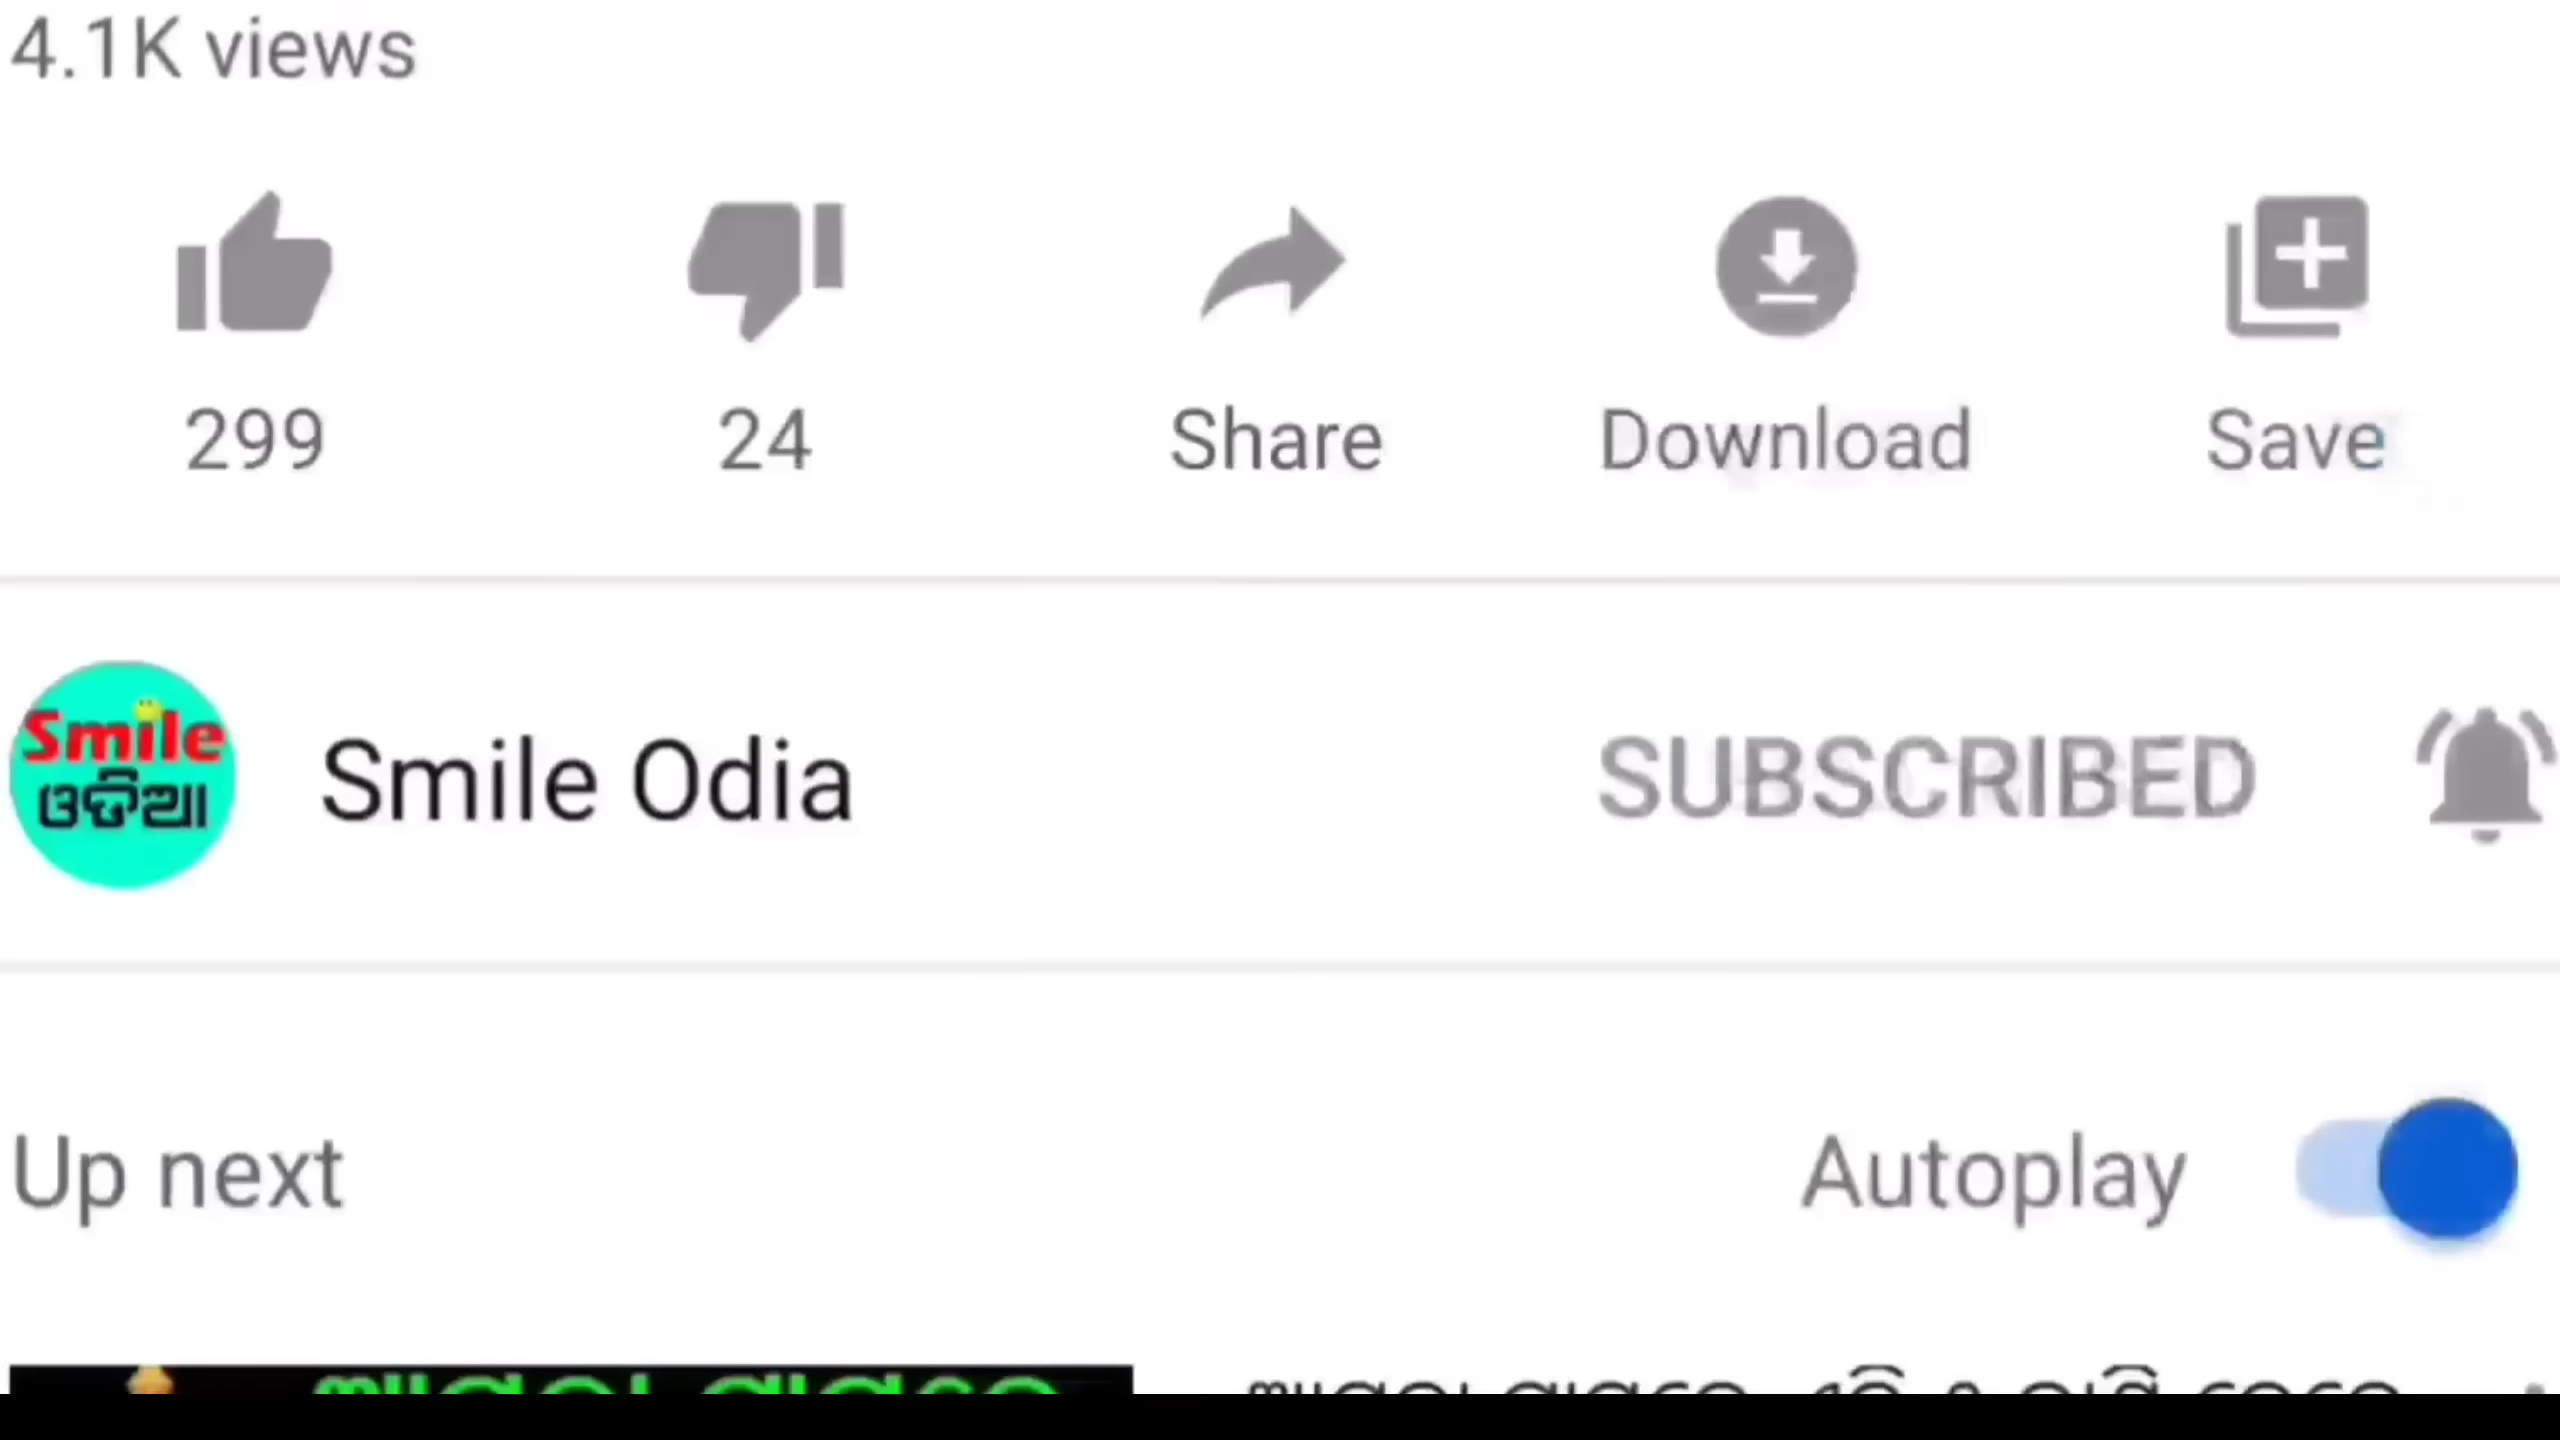 4.1K views
299 24 Share Download Save
Smile
ଓଡିଆ
Smile Odia SUBSCRIBED
Up next Autoplay